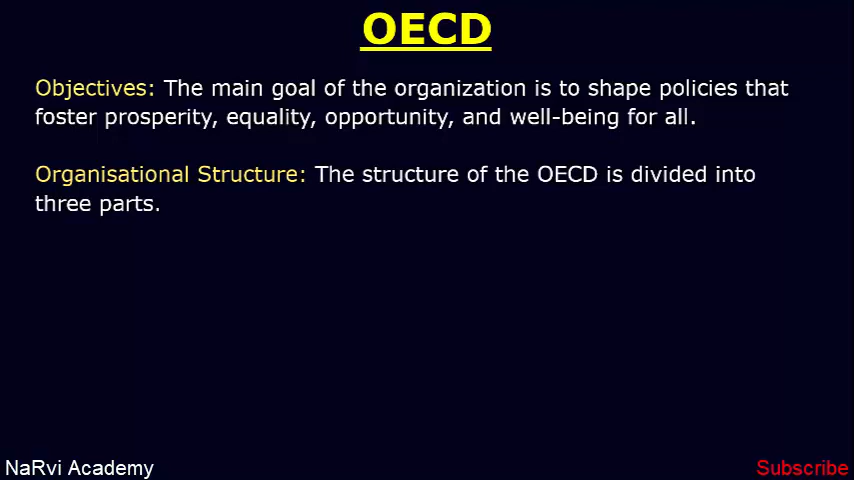 OECD
Objectives: The main goal of the organization is to shape policies that
foster prosperity, equality, opportunity, and well-being for all.
Organisational Structure: The structure of the OECD is divided into
three parts.
NaRvi Academy
Subscribe